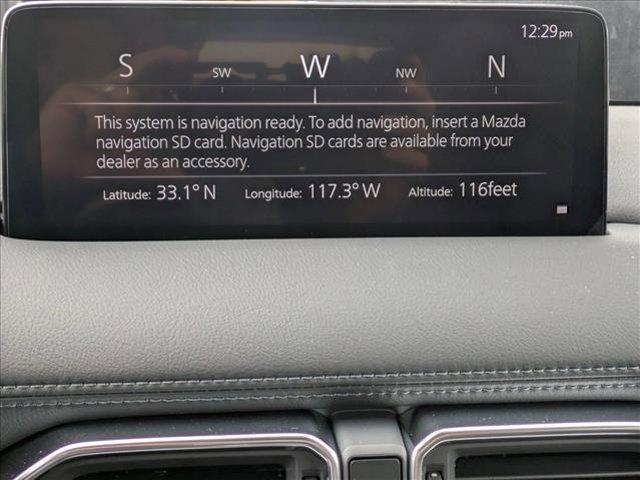 12:29pm
S SW W NW N
This system is navigation ready. To add navigation, insert a Mazda
navigation SD card. Navigation SD cards are available from your
dealer as an accessory.
Latitude: 33.1° N Longitude: 117.3° W Altitude: 116feet